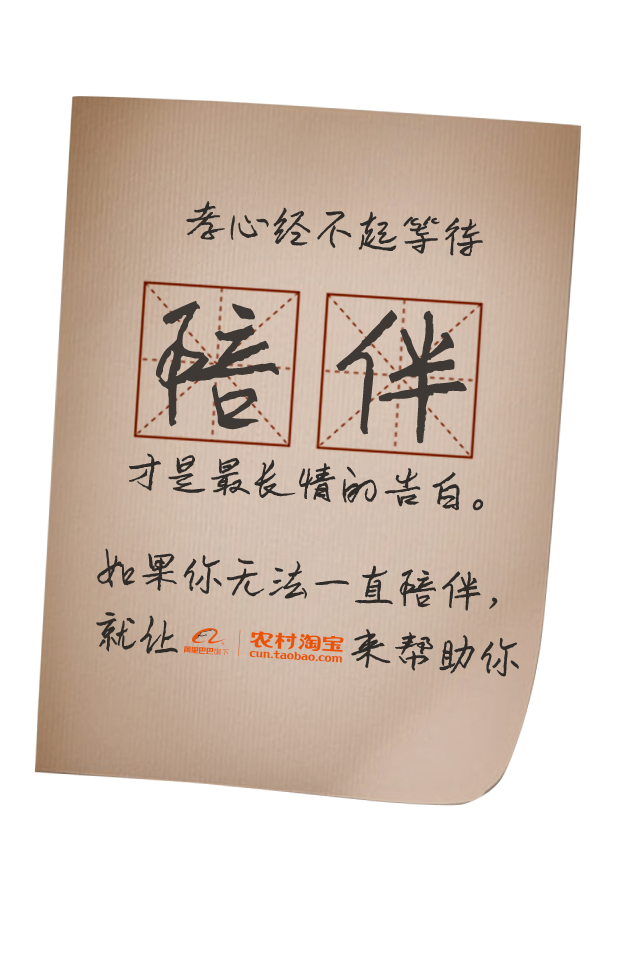 孝心经不起等待
陪伴
才是最长情的告白。
如果你无法一直陪伴,
就让 阿里巴巴旗下 农村淘宝 cun.taobao.com 来帮助你